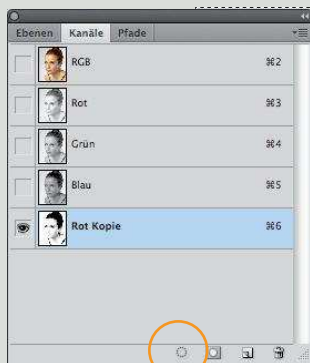 Ebenen Kanäle Pfade
RGB ⌘2
Rot ⌘3
Grün ⌘4
Blau ⌘5
Rot Kopie ⌘6